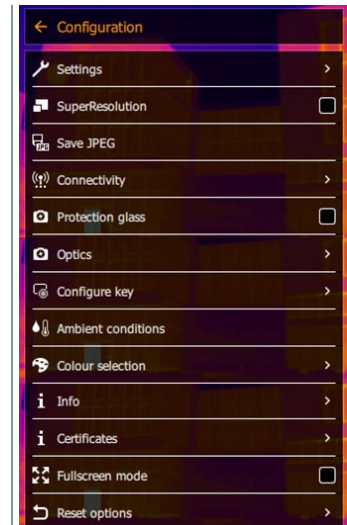 Configuration
Settings
SuperResolution
Save JPEG
Connectivity
Protection glass
Optics
Configure key
Ambient conditions
Colour selection
Info
Certificates
Fullscreen mode
Reset options